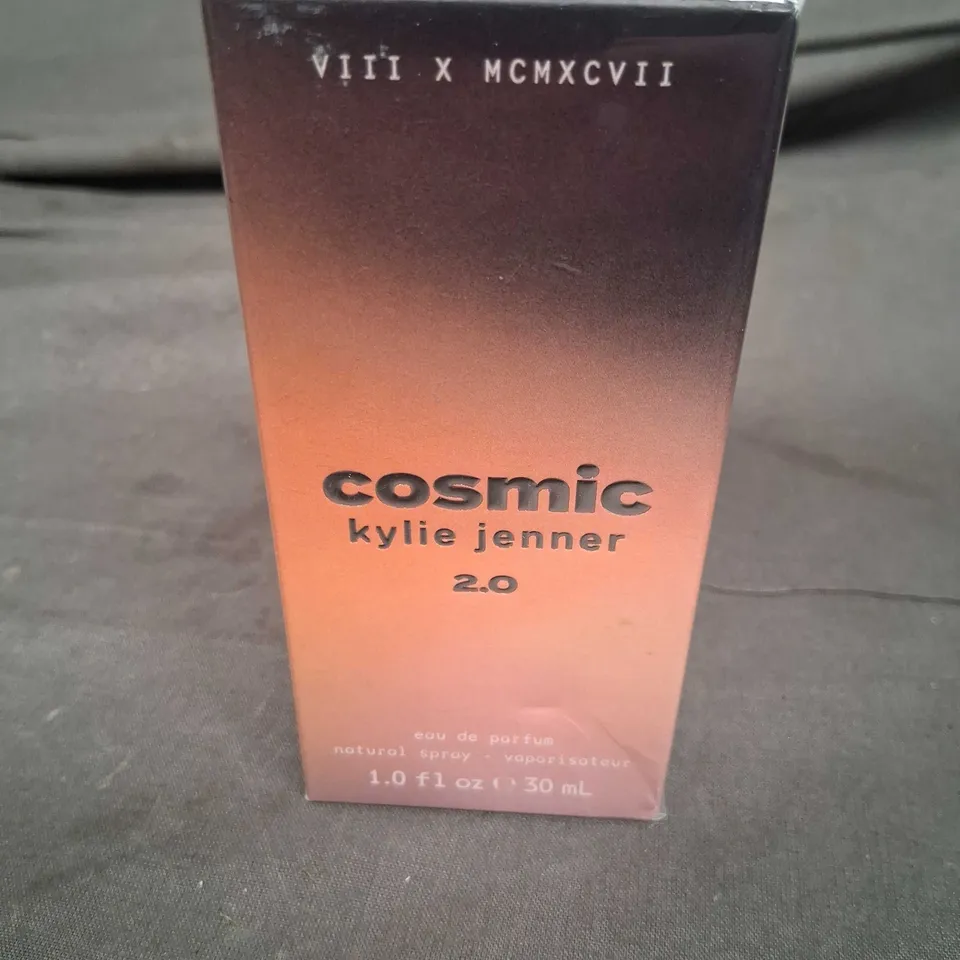 VIII X MCMXCVII
cosmic
kylie jenner
2.0
eau de parfum
natural spray - vaporisateur
1.0 fl oz ℮ 30 mL